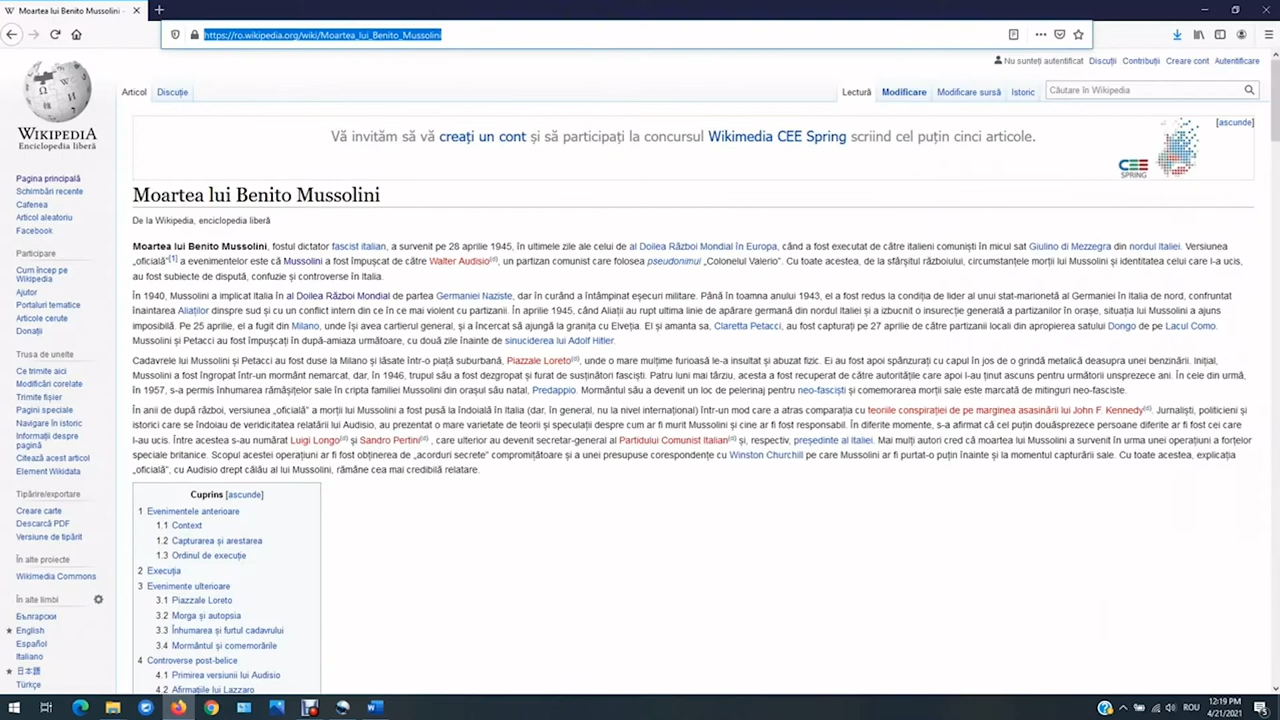 Moartea lui Benito Mussolini -
https://ro.wikipedia.org/wiki/Moartea_lui_Benito_Mussolini
Nu sunteți autentificat Discuții Contribuții Creare cont Autentificare
Articol Discuție Lectură Modificare Modificare sursă Istoric Căutare în Wikipedia
WIKIPEDIA
Enciclopedia liberă
Vă invităm să vă creați un cont și să participați la concursul Wikimedia CEE Spring scriind cel puțin cinci articole.
[ascunde]
CEE
SPRING
Moartea lui Benito Mussolini
De la Wikipedia, enciclopedia liberă
Moartea lui Benito Mussolini, fostul dictator fascist italian, a survenit pe 28 aprilie 1945, în ultimele zile ale celui de al Doilea Război Mondial în Europa, când a fost executat de către italieni comuniști în micul sat Giulino di Mezzegra din nordul Italiei. Versiunea
„oficială"[1] a evenimentelor este că Mussolini a fost împușcat de către Walter Audisio(d), un partizan comunist care folosea pseudonimul „Colonelul Valerio”. Cu toate acestea, de la sfârșitul războiului, circumstanțele morții lui Mussolini și identitatea celui care l-a ucis,
au fost subiecte de dispută, confuzie și controverse în Italia.
În 1940, Mussolini a implicat Italia în al Doilea Război Mondial de partea Germaniei Naziste, dar în curând a întâmpinat eșecuri militare. Până în toamna anului 1943, el a fost redus la condiția de lider al unui stat-marionetă al Germaniei în Italia de nord, confruntat
înaintarea Aliaților dinspre sud și cu un conflict intern din ce în ce mai violent cu partizanii. În aprilie 1945, când Aliații au rupt ultima linie de apărare germană din nordul Italiei și a izbucnit o insurecție generală a partizanilor în orașe, situația lui Mussolini a ajuns
imposibilă. Pe 25 aprilie, el a fugit din Milano, unde își avea cartierul general, și a încercat să ajungă la granița cu Elveția. El și amanta sa, Claretta Petacci, au fost capturați pe 27 aprilie de către partizanii locali din apropierea satului Dongo de pe Lacul Como.
Mussolini și Petacci au fost împușcați în după-amiaza următoare, cu două zile înainte de sinuciderea lui Adolf Hitler.
Cadavrele lui Mussolini și Petacci au fost duse la Milano și lăsate într-o piață suburbană, Piazzale Loreto(d), unde o mare mulțime furioasă le-a insultat și abuzat fizic. Ei au fost apoi spânzurați cu capul în jos de o grindă metalică deasupra unei benzinării. Inițial,
Mussolini a fost îngropat într-un mormânt nemarcat, dar, în 1946, trupul său a fost dezgropat și furat de susținători fasciști. Patru luni mai târziu, acesta a fost recuperat de către autoritățile care apoi l-au ținut ascuns pentru următorii unsprezece ani. În cele din urmă,
în 1957, s-a permis înhumarea rămășițelor sale în cripta familiei Mussolini din orașul său natal, Predappio. Mormântul său a devenit un loc de pelerinaj pentru neo-fasciști și comemorarea morții sale este marcată de mitinguri neo-fasciste.
În anii de după război, versiunea „oficială” a morții lui Mussolini a fost pusă la îndoială în Italia (dar, în general, nu la nivel internațional) într-un mod care a atras comparația cu teoriile conspirației de pe marginea asasinării lui John F. Kennedy(d). Jurnaliști, politicieni și
istorici care se îndoiau de veridicitatea relatării lui Audisio, au prezentat o mare varietate de teorii și speculații despre cum ar fi murit Mussolini și cine ar fi fost responsabil. În diferite momente, s-a afirmat că cel puțin douăsprezece persoane diferite ar fi fost cei care
l-au ucis. Între acestea s-au numărat Luigi Longo(d) și Sandro Pertini(d), care ulterior au devenit secretar-general al Partidului Comunist Italian(d) și, respectiv, președinte al Italiei. Mai mulți autori cred că moartea lui Mussolini a survenit în urma unei operațiuni a forțelor
speciale britanice. Scopul acestei operațiuni ar fi fost obținerea de „acorduri secrete” compromițătoare și a unei presupuse corespondențe cu Winston Churchill pe care Mussolini ar fi purtat-o puțin înainte și la momentul capturării sale. Cu toate acestea, explicația
„oficială”, cu Audisio drept călău al lui Mussolini, rămâne cea mai credibilă relatare.
Cuprins [ascunde]
1 Evenimentele anterioare
1.1 Context
1.2 Capturarea și arestarea
1.3 Ordinul de execuție
2 Execuția
3 Evenimente ulterioare
3.1 Piazzale Loreto
3.2 Morga și autopsia
3.3 Înhumarea și furtul cadavrului
3.4 Mormântul și comemorările
4 Controverse post-belice
4.1 Primirea versiunii lui Audisio
4.2 Afirmațiile lui Lazzaro
Pagina principală
Schimbări recente
Cafenea
Articol aleatoriu
Facebook
Participare
Cum încep pe
Wikipedia
Ajutor
Portaluri tematice
Articole cerute
Donații
Trusa de unelte
Ce trimite aici
Modificări corelate
Trimite fișier
Pagini speciale
Navigare în istoric
Informații despre
pagină
Citează acest articol
Element Wikidata
Tipărire/exportare
Creare carte
Descarcă PDF
Versiune de tipărit
În alte proiecte
Wikimedia Commons
În alte limbi
Български
English
Español
Italiano
日本語
Türkçe
ROU
12:19 PM
4/21/2021
5